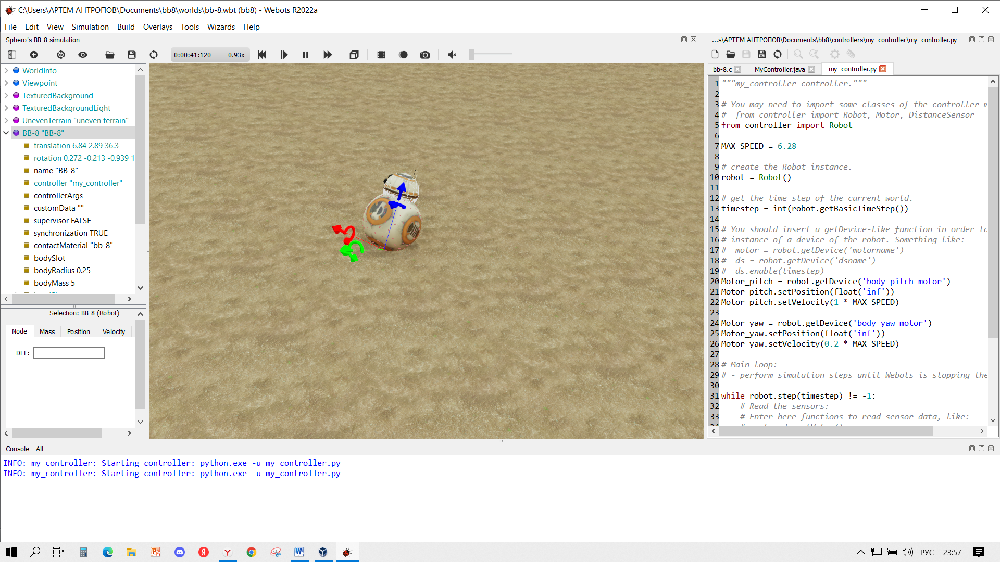 C:\Users\АРТЕМ АНТРОПОВ\Documents\bb8\worlds\bb-8.wbt (bb8) - Webots R2022a
File Edit View Simulation Build Overlays Tools Wizards Help
Sphero's BB-8 simulation
0:00:41:120 - 0.93x
WorldInfo
Viewpoint
TexturedBackground
TexturedBackgroundLight
UnevenTerrain "uneven terrain"
BB-8 "BB-8"
translation 6.84 2.89 36.3
rotation 0.272 -0.213 -0.939 1
name "BB-8"
controller "my_controller"
controllerArgs
customData ""
supervisor FALSE
synchronization TRUE
contactMaterial "bb-8"
bodySlot
bodyRadius 0.25
bodyMass 5
Selection: BB-8 (Robot)
Node Mass Position Velocity
DEF:
...s\АРТЕМ АНТРОПОВ\Documents\bb8\controllers\my_controller\my_controller.py
bb-8.c MyController.java my_controller.py
1 """my_controller controller."""
2
3 # You may need to import some classes of the controller m
4 #  from controller import Robot, Motor, DistanceSensor
5 from controller import Robot
6
7 MAX_SPEED = 6.28
8
9 # create the Robot instance.
10 robot = Robot()
11
12 # get the time step of the current world.
13 timestep = int(robot.getBasicTimeStep())
14
15 # You should insert a getDevice-like function in order to
16 # instance of a device of the robot. Something like:
17 #  motor = robot.getDevice('motorname')
18 #  ds = robot.getDevice('dsname')
19 #  ds.enable(timestep)
20 Motor_pitch = robot.getDevice('body pitch motor')
21 Motor_pitch.setPosition(float('inf'))
22 Motor_pitch.setVelocity(1 * MAX_SPEED)
23
24 Motor_yaw = robot.getDevice('body yaw motor')
25 Motor_yaw.setPosition(float('inf'))
26 Motor_yaw.setVelocity(0.2 * MAX_SPEED)
27
28 # Main loop:
29 # - perform simulation steps until Webots is stopping the
30
31 while robot.step(timestep) != -1:
32     # Read the sensors:
33     # Enter here functions to read sensor data, like:
Console - All
INFO: my_controller: Starting controller: python.exe -u my_controller.py
INFO: my_controller: Starting controller: python.exe -u my_controller.py
РУС 23:57